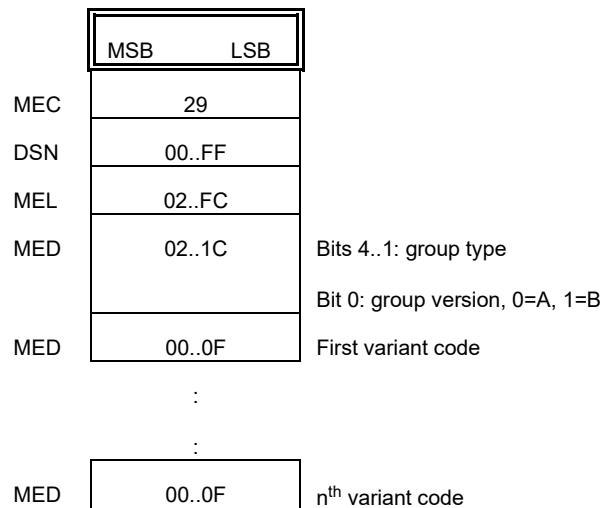 MSB LSB
MEC 29
DSN 00..FF
MEL 02..FC
MED 02..1C Bits 4..1: group type
Bit 0: group version, 0=A, 1=B
MED 00..0F First variant code
:
:
MED 00..0F nth variant code